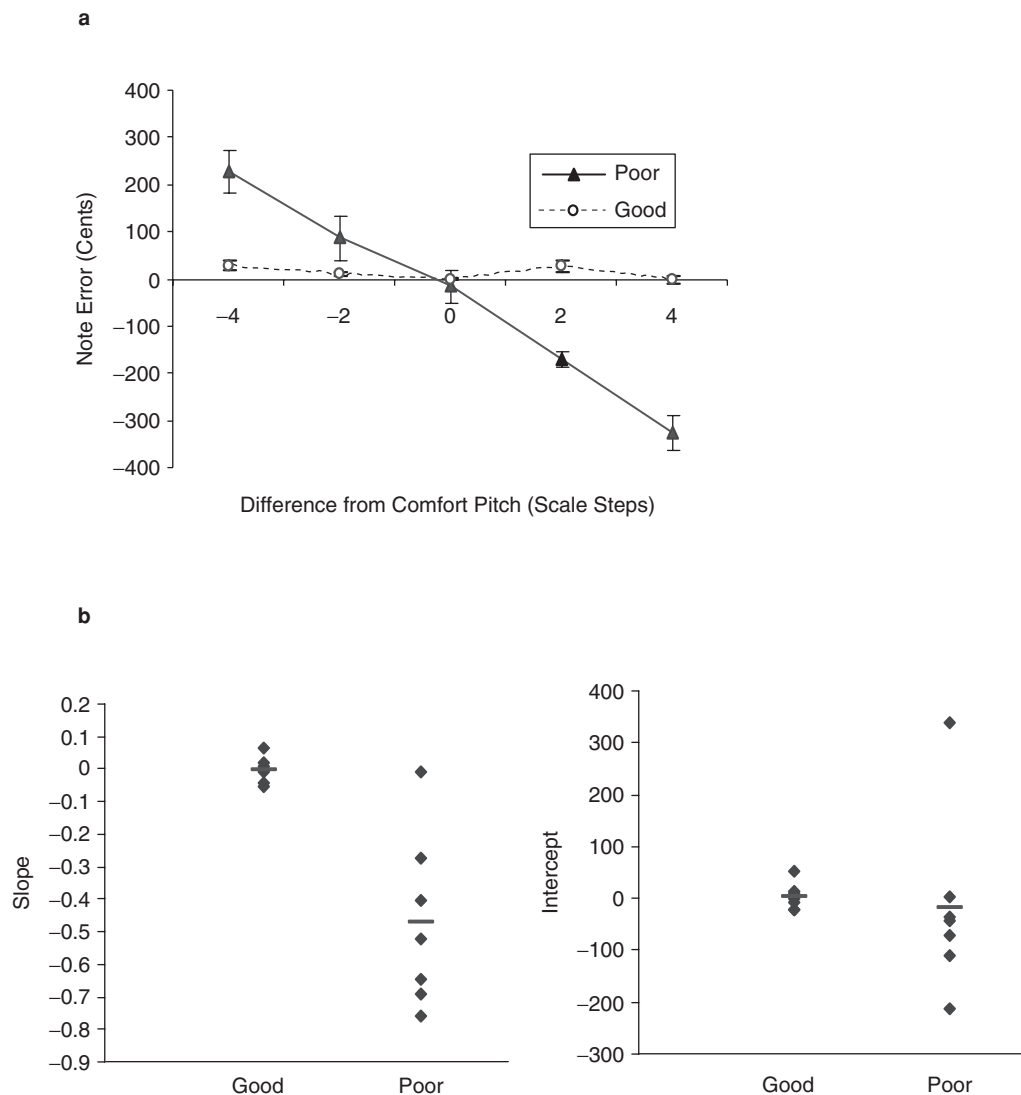 a
400
300
200
100
0
−100
−200
−300
−400
Note Error (Cents)
−4 −2 0 2 4
Poor
Good
Difference from Comfort Pitch (Scale Steps)
b
0.2
0.1
0
−0.1
−0.2
−0.3
−0.4
−0.5
−0.6
−0.7
−0.8
−0.9
Slope
Good Poor
400
300
200
100
0
−100
−200
−300
Intercept
Good Poor